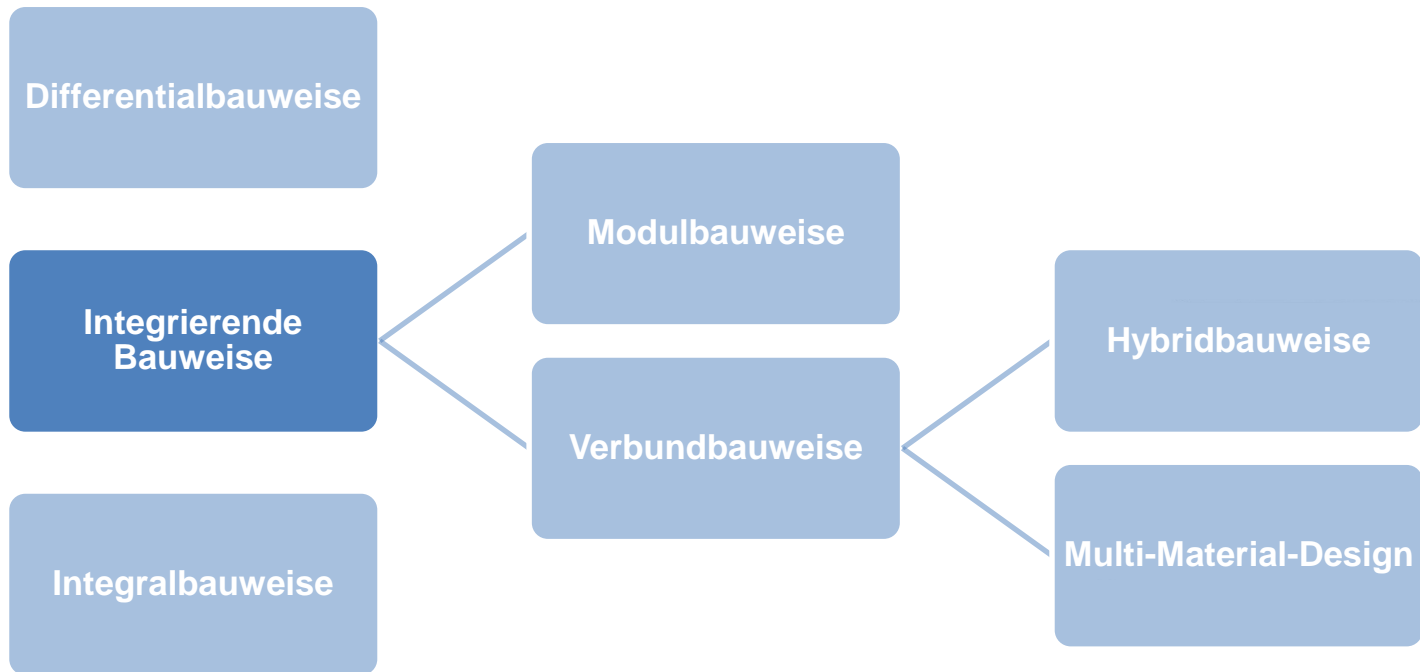 Differentialbauweise
Integrierende
Bauweise
Integralbauweise
Modulbauweise
Verbundbauweise
Hybridbauweise
Multi-Material-Design